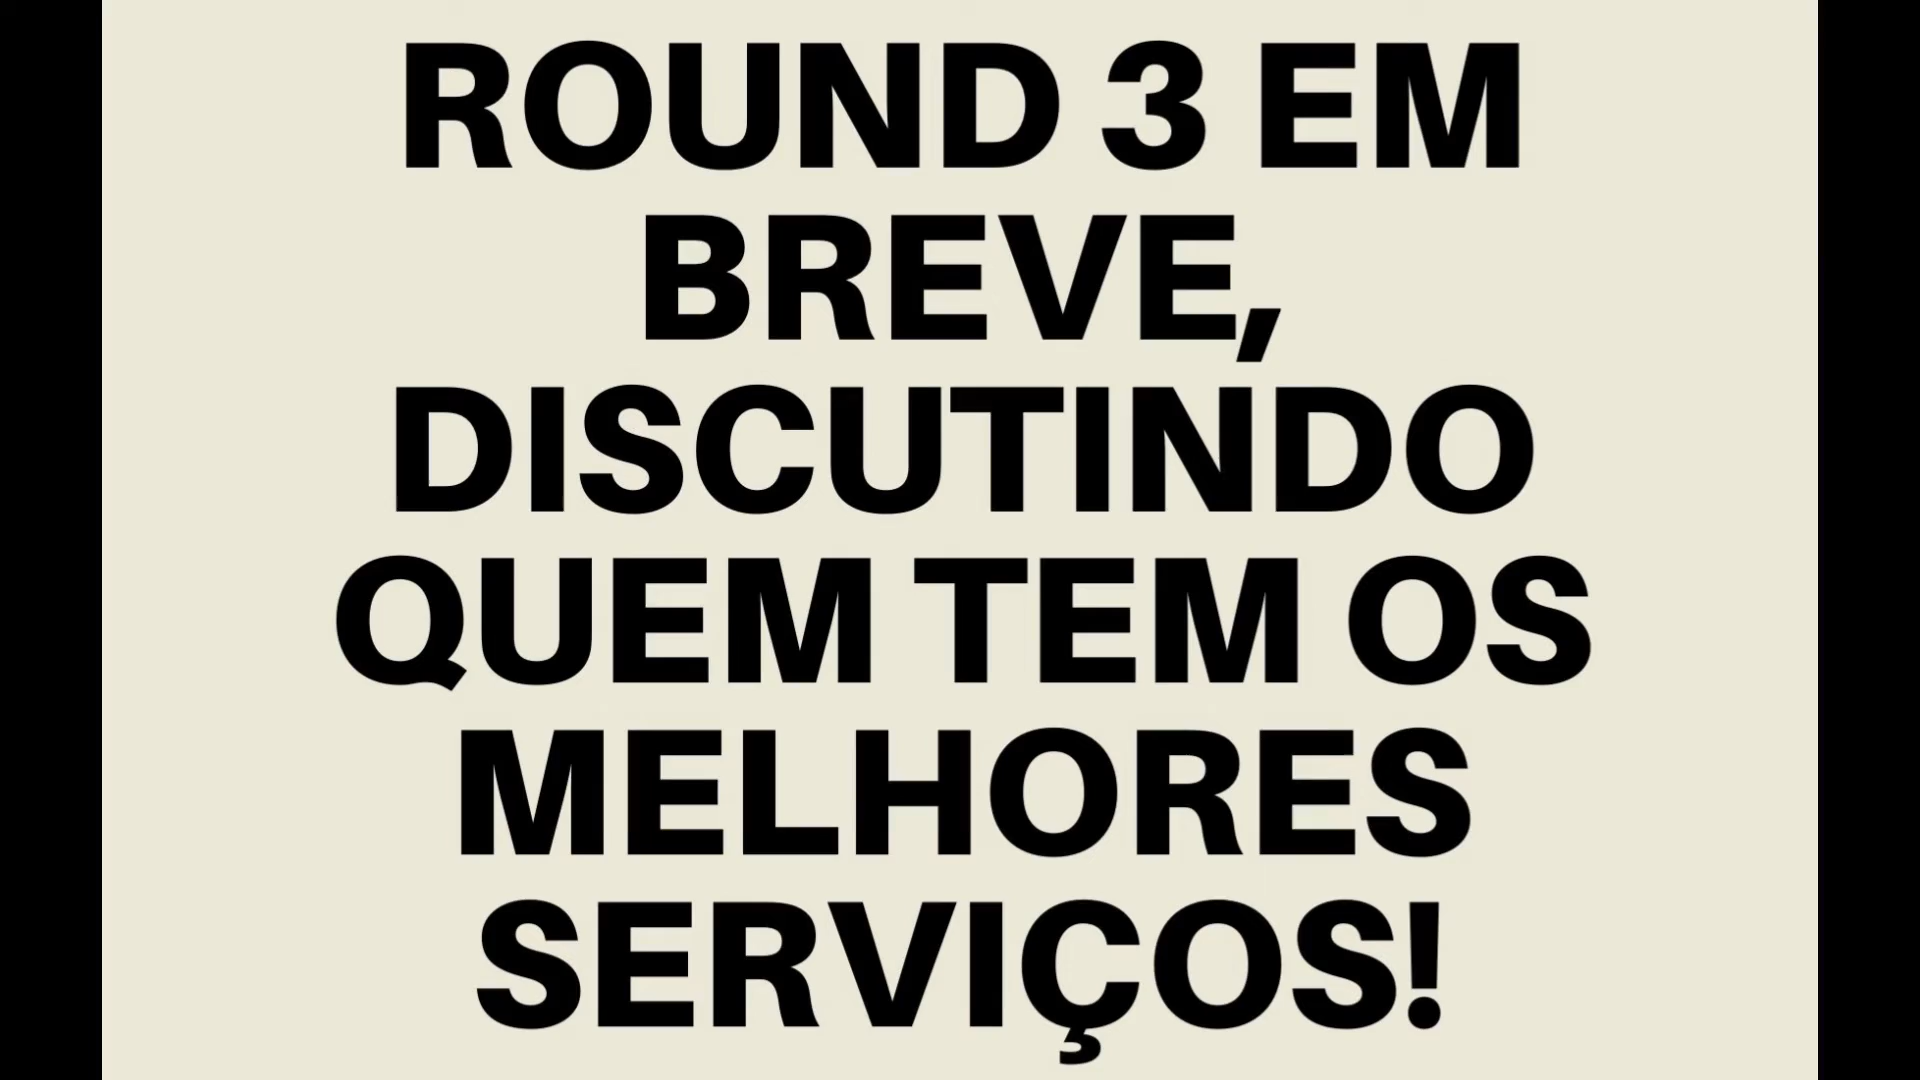 ROUND 3 EM
BREVE,
DISCUTINDO
QUEM TEM OS
MELHORES
SERVIÇOS!